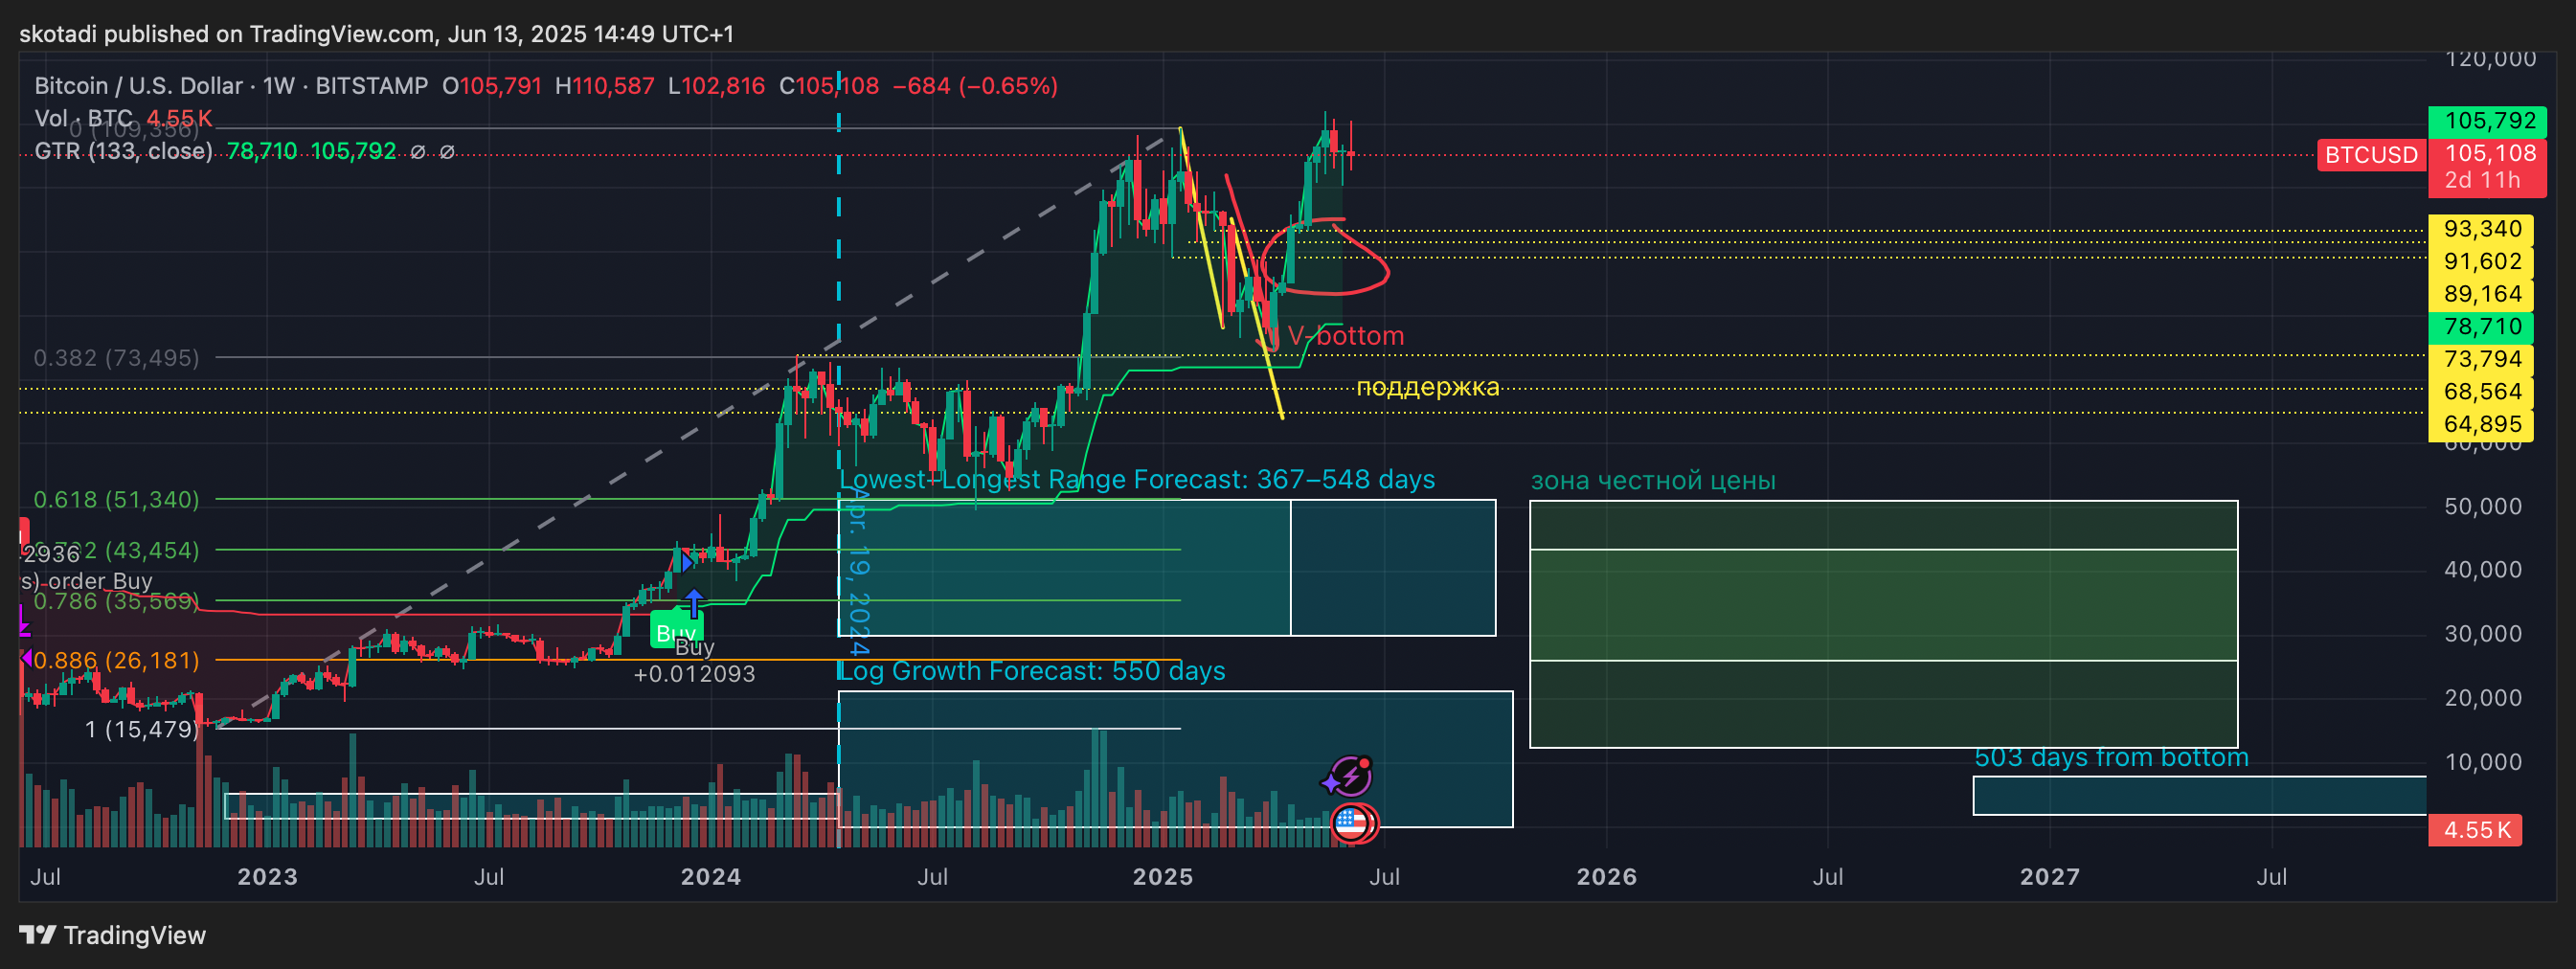 skotadi published on TradingView.com, Jun 13, 2025 14:49 UTC+1
Bitcoin / U.S. Dollar · 1W · BITSTAMP O105,791 H110,587 L102,816 C105,108 −684 (−0.65%)
Vol · BTC 4.55K
0 (109,356)
GTR (133, close) 78,710 105,792 ∅ ∅
120,000
105,792
BTCUSD 105,108
2d 11h
93,340
91,602
89,164
78,710
V-bottom
0.382 (73,495)
73,794
поддержка
68,564
64,895
60,000
Lowest-Longest Range Forecast: 367–548 days
зона честной цены
0.618 (51,340)
50,000
Apr. 19, 2024
(43,454)
.2936
40,000
s) order Buy
0.786 (35,569)
30,000
Buy
Buy
+0.012093
0.886 (26,181)
Log Growth Forecast: 550 days
20,000
1 (15,479)
503 days from bottom
10,000
4.55K
Jul 2023 Jul 2024 Jul 2025 Jul 2026 Jul 2027 Jul
TradingView